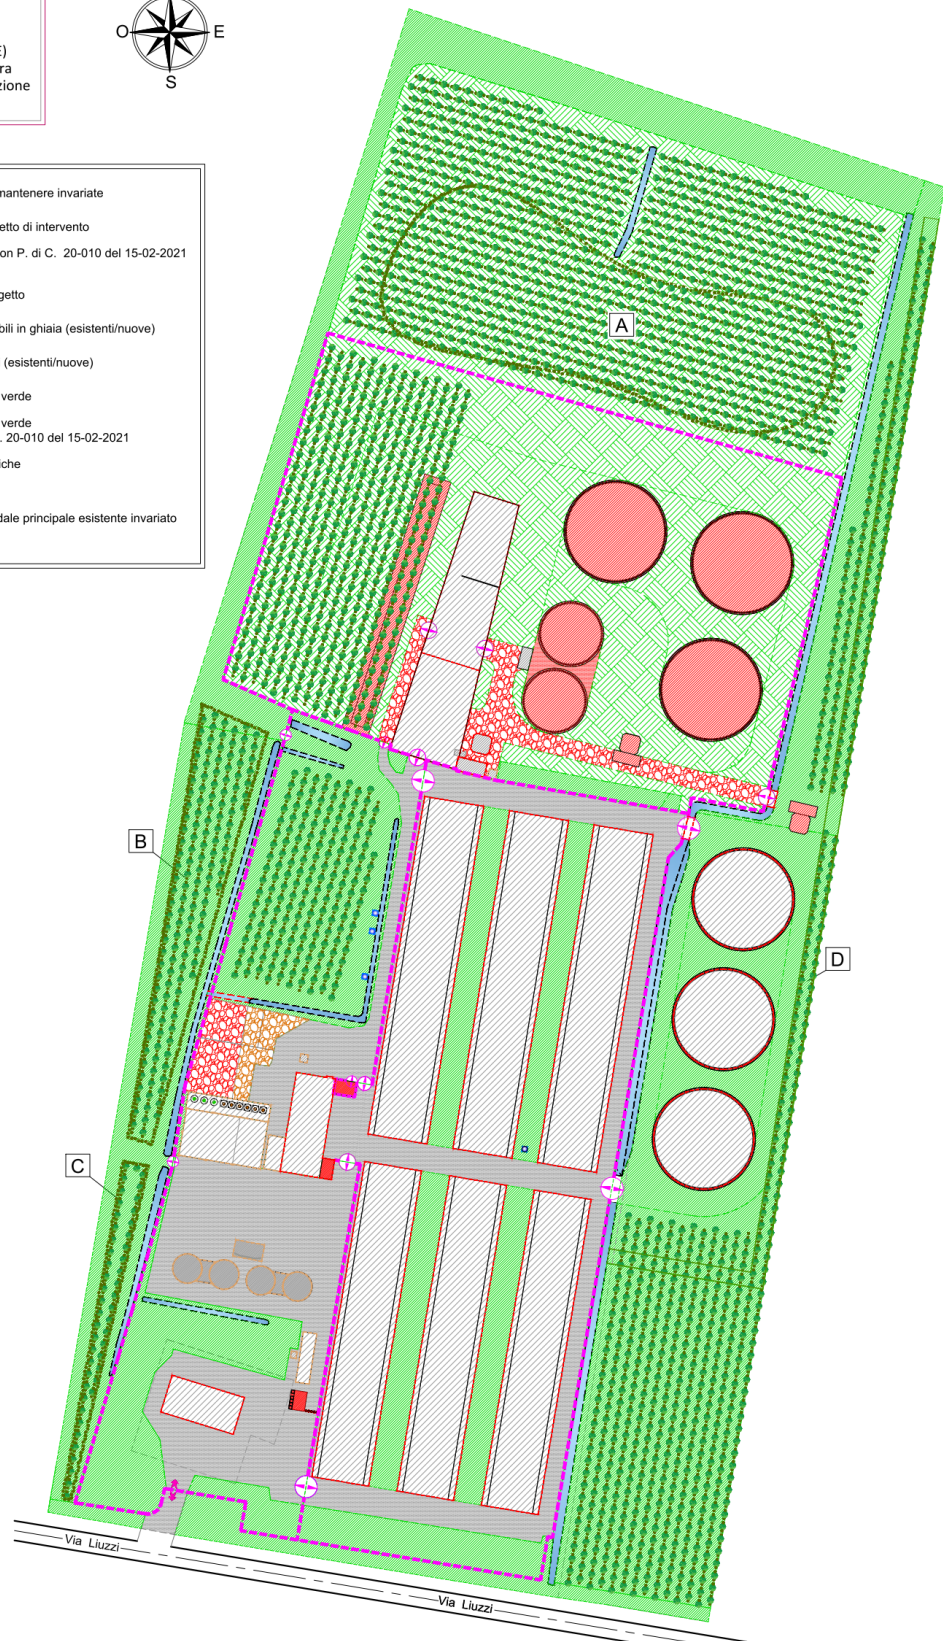 E)
ra
zione
O
E
S
mantenere invariate
etto di intervento
on P. di C. 20-010 del 15-02-2021
getto
bili in ghiaia (esistenti/nuove)
(esistenti/nuove)
verde
verde
. 20-010 del 15-02-2021
iche
dale principale esistente invariato
A
B
D
C
Via Liuzzi
Via Liuzzi